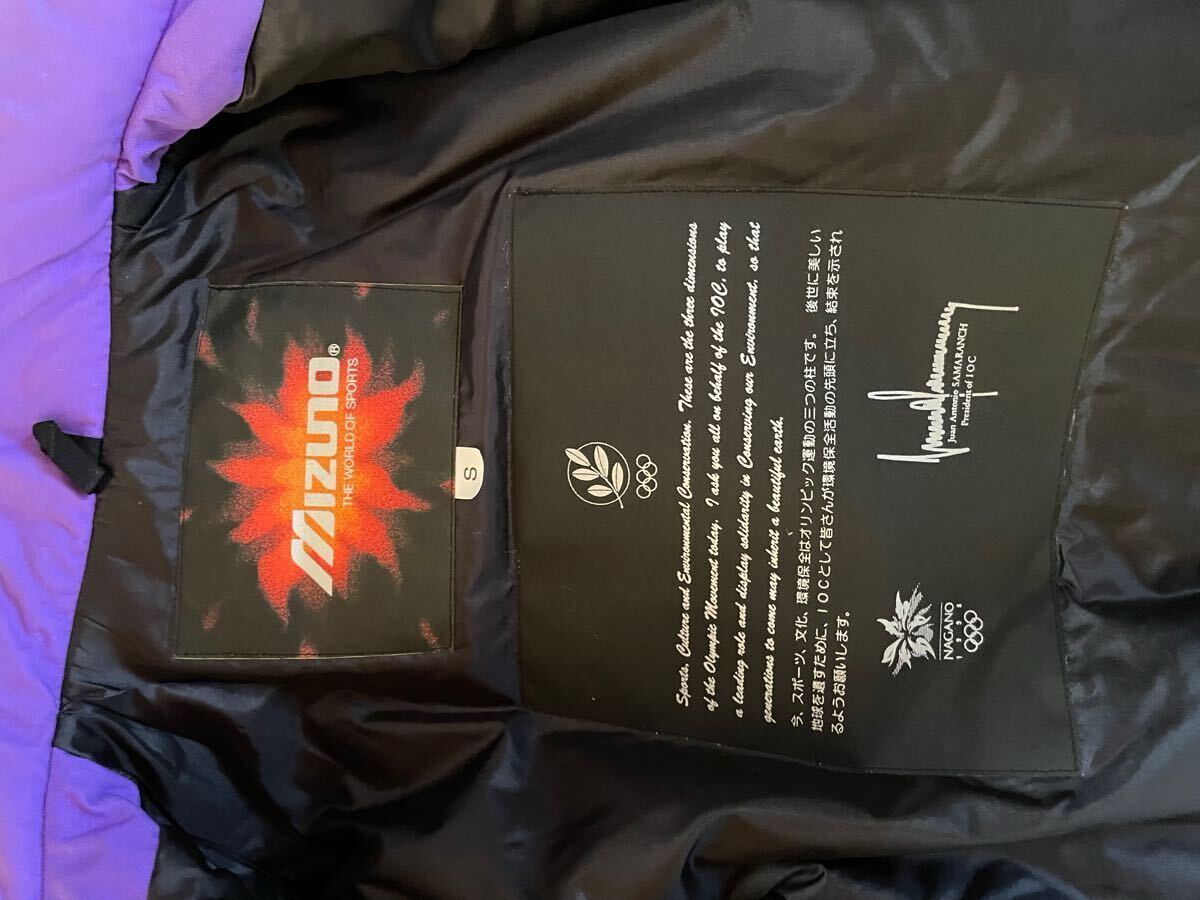 MIZUNO®
THE WORLD OF SPORTS
S
Sports, Culture and Environmental Conservation. These are the three dimensions
of the Olympic Movement today. I ask you all on behalf of the IOC, to play
a leading role and display solidarity in Conserving our Environment, so that
generations to come may inherit a beautiful earth.
今、スポーツ、文化、環境保全はオリンピック運動の三つの柱です。 後世に美しい
地球を遺すために、IOCとして皆さんが環境保全活動の先頭に立ち、結束を示され
るようお願いします。
NAGANO
1998
Juan Antonio SAMARANCH
President of IOC